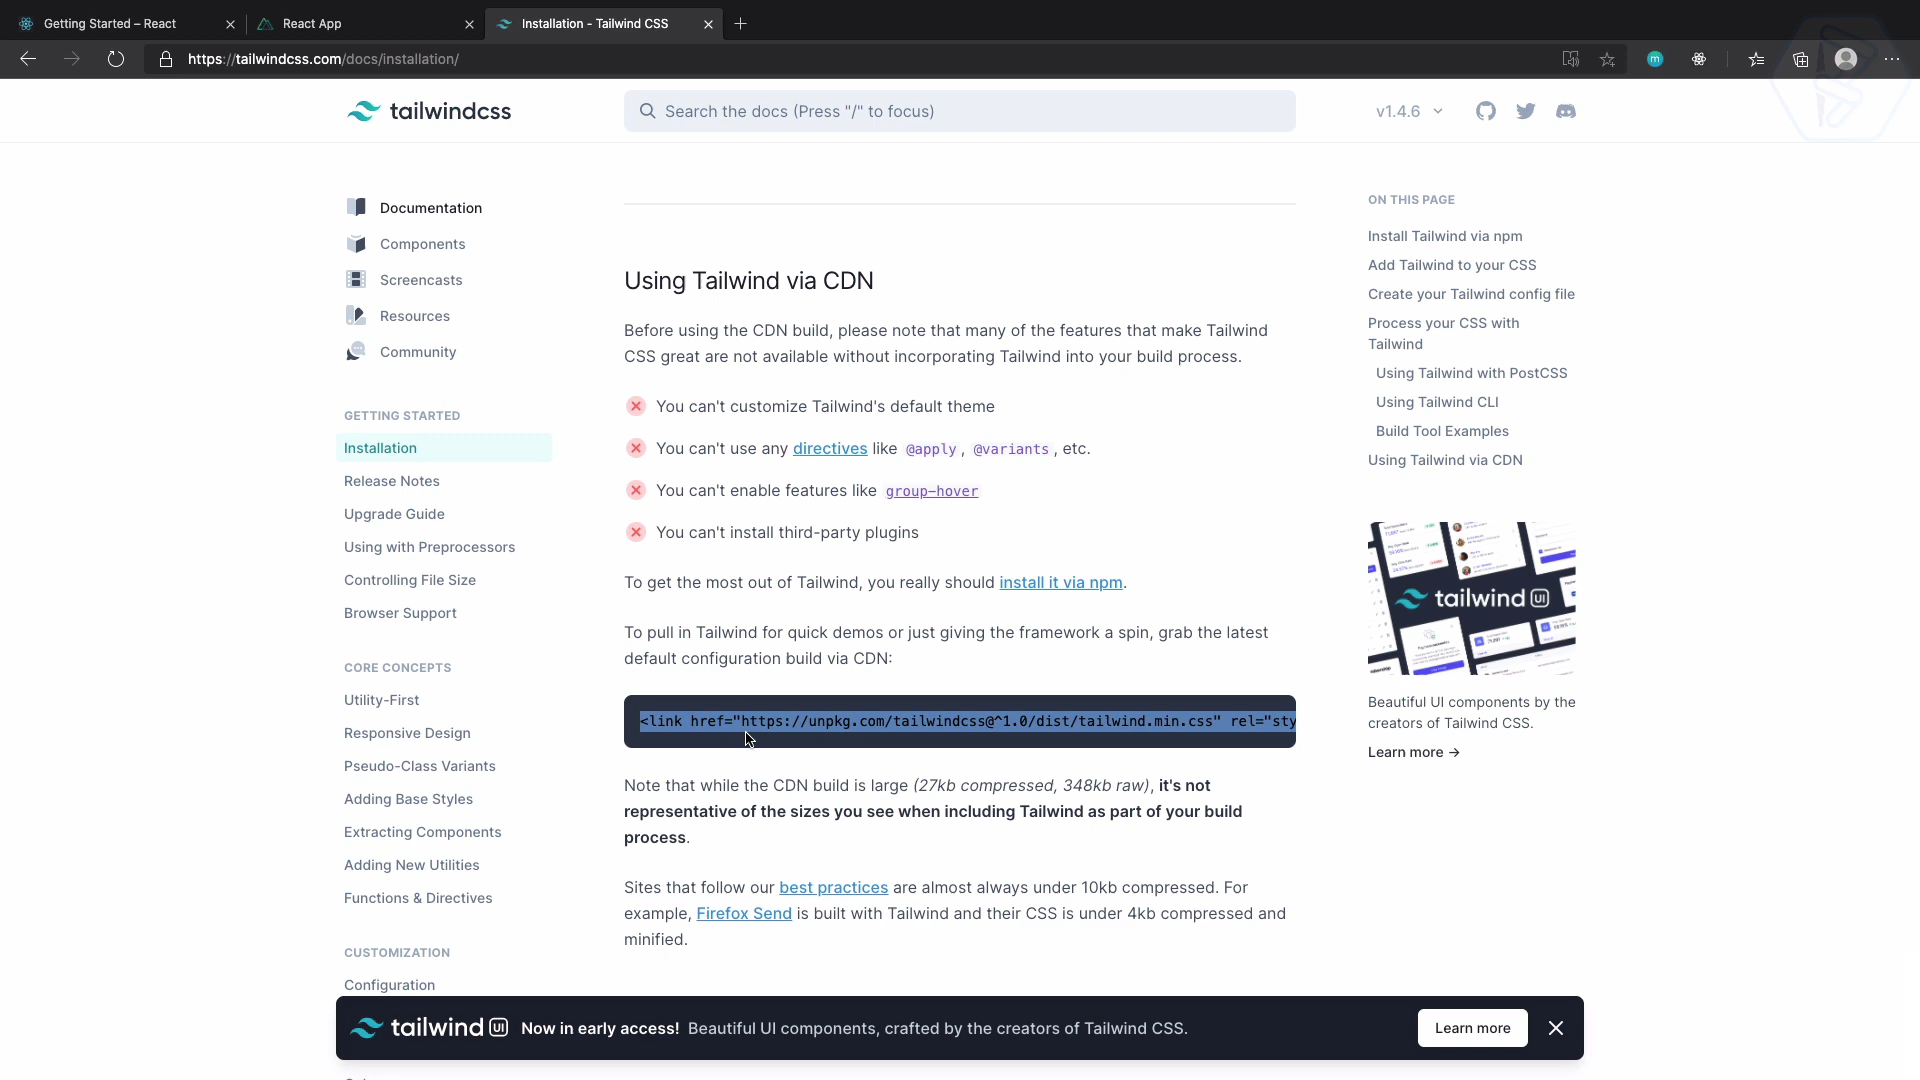 Getting Started – React
React App
Installation - Tailwind CSS
https://tailwindcss.com/docs/installation/
m
tailwindcss
Search the docs (Press "/" to focus)
v1.4.6
Documentation
Components
Screencasts
Resources
Community
GETTING STARTED
Installation
Release Notes
Upgrade Guide
Using with Preprocessors
Controlling File Size
Browser Support
CORE CONCEPTS
Utility-First
Responsive Design
Pseudo-Class Variants
Adding Base Styles
Extracting Components
Adding New Utilities
Functions & Directives
CUSTOMIZATION
Configuration
Using Tailwind via CDN
Before using the CDN build, please note that many of the features that make Tailwind
CSS great are not available without incorporating Tailwind into your build process.
You can't customize Tailwind's default theme
You can't use any directives like @apply, @variants, etc.
You can't enable features like group-hover
You can't install third-party plugins
To get the most out of Tailwind, you really should install it via npm.
To pull in Tailwind for quick demos or just giving the framework a spin, grab the latest
default configuration build via CDN:
<link href="https://unpkg.com/tailwindcss@^1.0/dist/tailwind.min.css" rel="sty
Note that while the CDN build is large (27kb compressed, 348kb raw), it's not
representative of the sizes you see when including Tailwind as part of your build
process.
Sites that follow our best practices are almost always under 10kb compressed. For
example, Firefox Send is built with Tailwind and their CSS is under 4kb compressed and
minified.
ON THIS PAGE
Install Tailwind via npm
Add Tailwind to your CSS
Create your Tailwind config file
Process your CSS with
Tailwind
Using Tailwind with PostCSS
Using Tailwind CLI
Build Tool Examples
Using Tailwind via CDN
tailwind UI
Beautiful UI components by the
creators of Tailwind CSS.
Learn more →
tailwind UI Now in early access! Beautiful UI components, crafted by the creators of Tailwind CSS.
Learn more